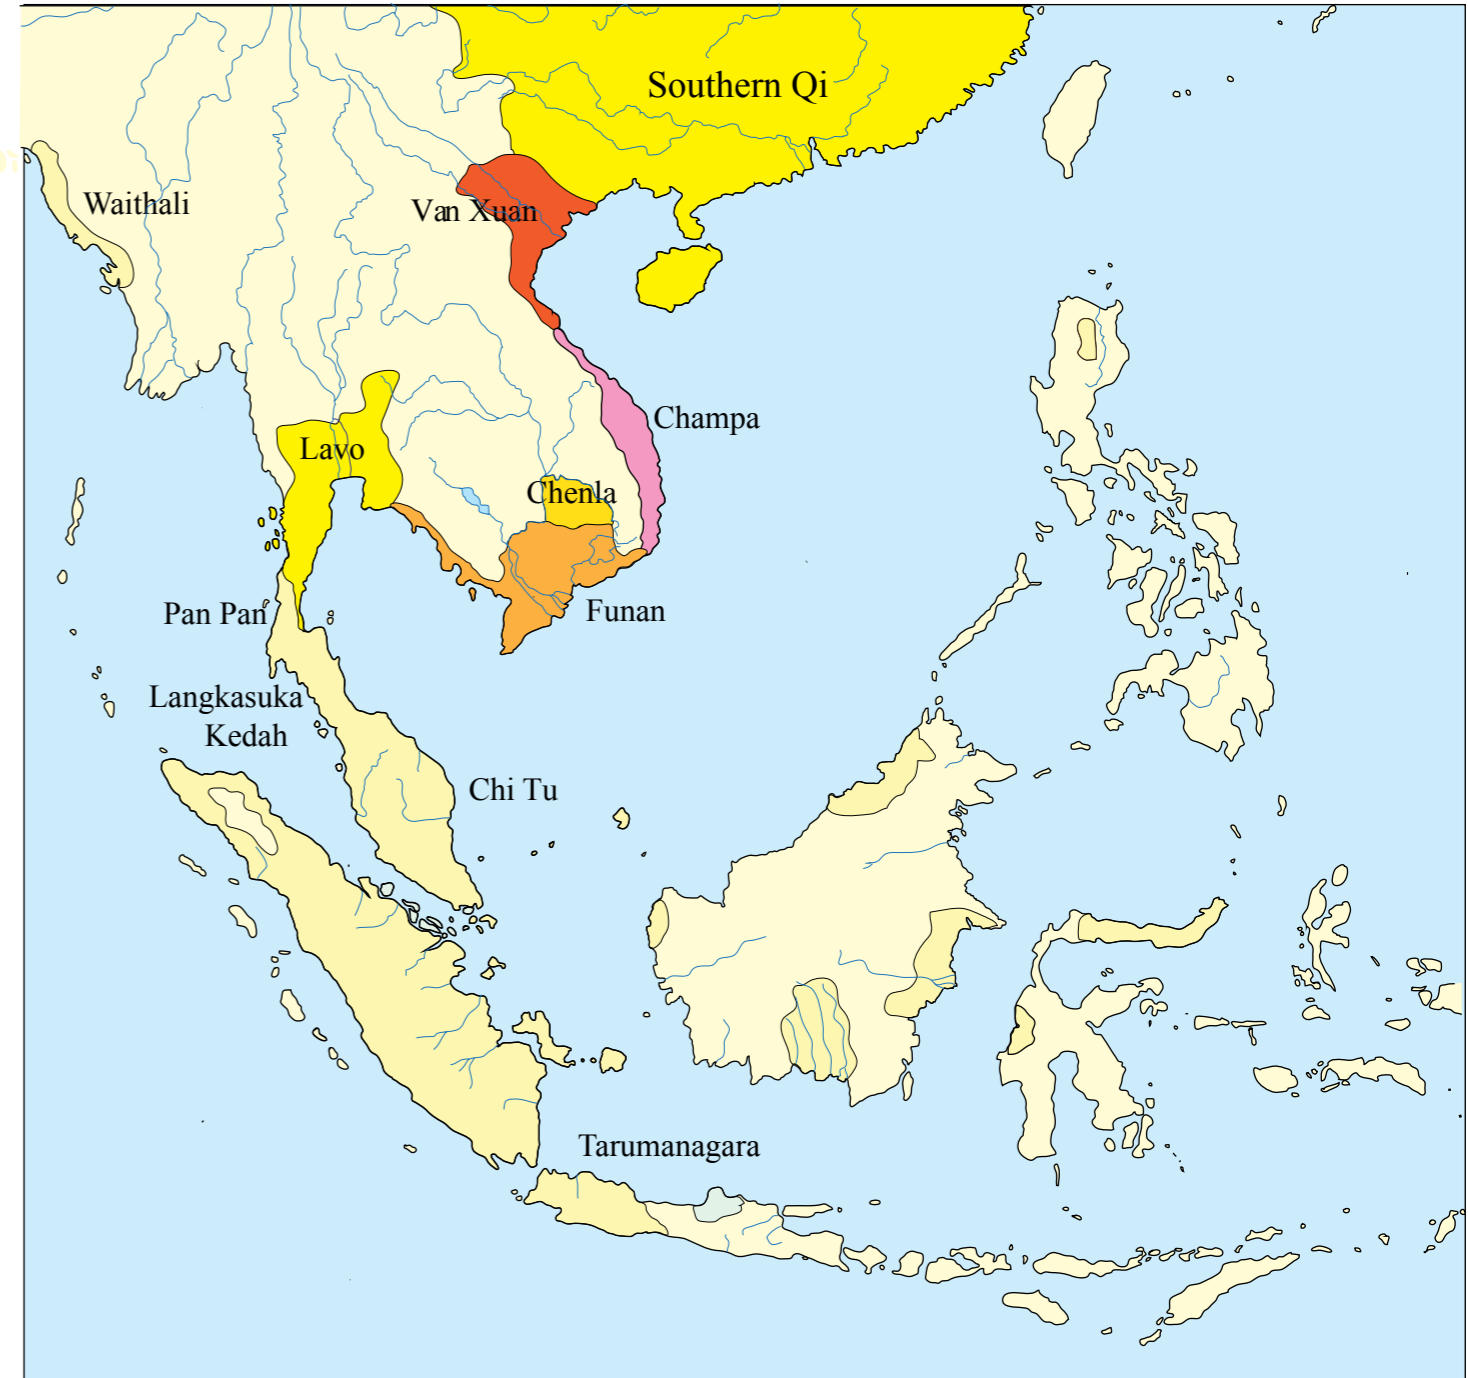 Southern Qi
Waithali
Van Xuan
Champa
Lavo
Chenla
Pan Pan
Funan
Langkasuka
Kedah
Chi Tu
Tarumanagara